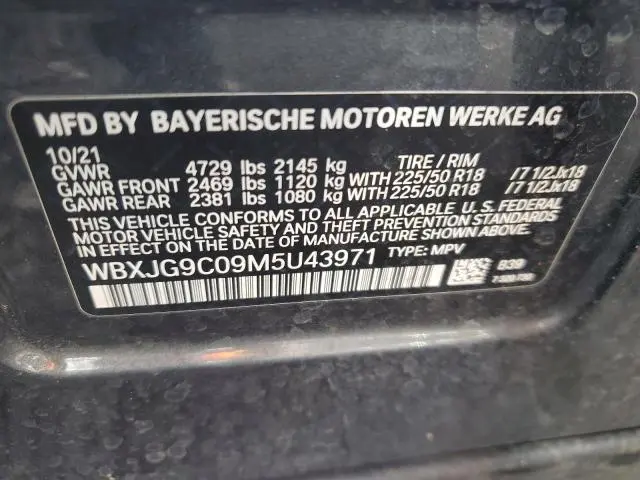 MFD BY BAYERISCHE MOTOREN WERKE AG
10/21
GVWR 4729 lbs 2145 kg TIRE / RIM
GAWR FRONT 2469 lbs 1120 kg WITH 225/50 R18 /7 1/2Jx18
GAWR REAR 2381 lbs 1080 kg WITH 225/50 R18 /7 1/2Jx18
THIS VEHICLE CONFORMS TO ALL APPLICABLE U. S. FEDERAL
MOTOR VEHICLE SAFETY AND THEFT PREVENTION STANDARDS
IN EFFECT ON THE DATE OF MANUFACTURE SHOWN ABOVE.
WBXJG9C09M5U43971 TYPE: MPV
B39